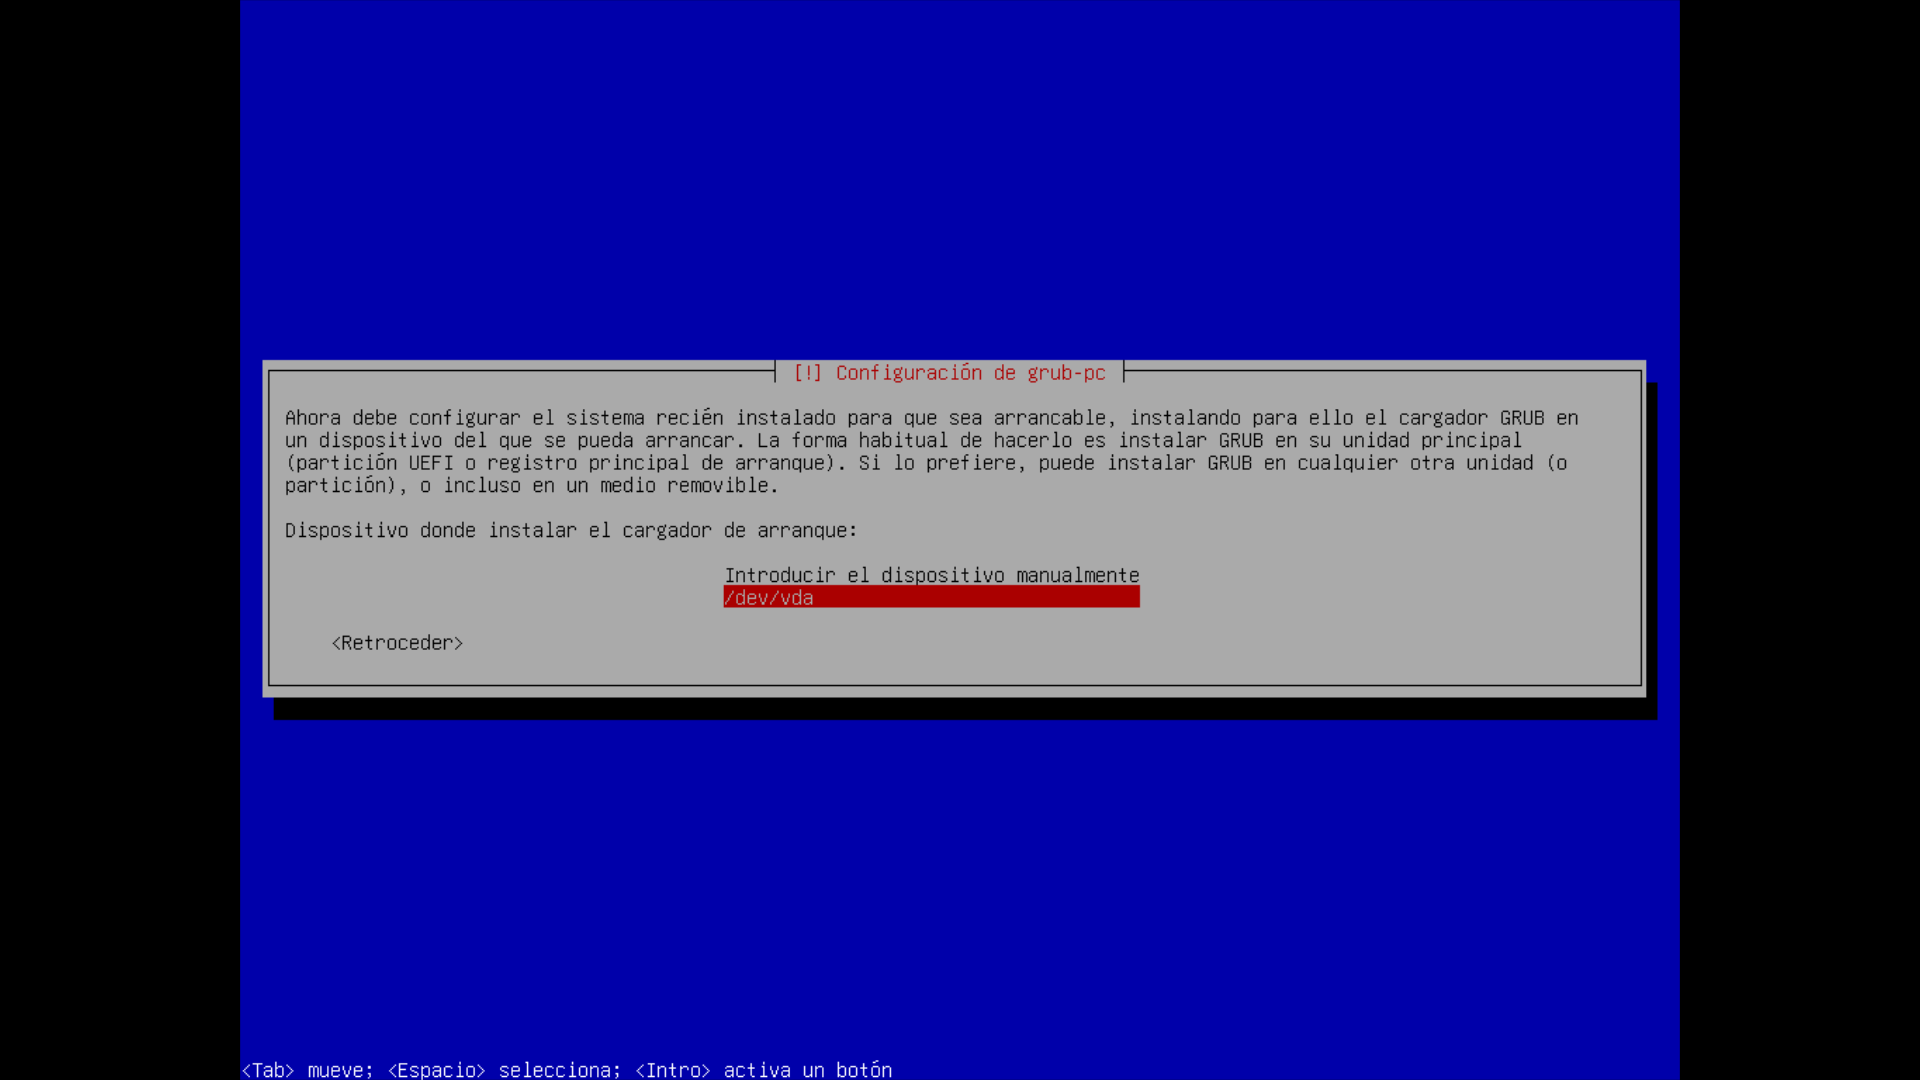 [!] Configuración de grub-pc
Ahora debe configurar el sistema recién instalado para que sea arrancable, instalando para ello el cargador GRUB en
un dispositivo del que se pueda arrancar. La forma habitual de hacerlo es instalar GRUB en su unidad principal
(partición UEFI o registro principal de arranque). Si lo prefiere, puede instalar GRUB en cualquier otra unidad (o
partición), o incluso en un medio removible.
Dispositivo donde instalar el cargador de arranque:
Introducir el dispositivo manualmente
/dev/vda
<Retroceder>
<Tab> mueve; <Espacio> selecciona; <Intro> activa un botón